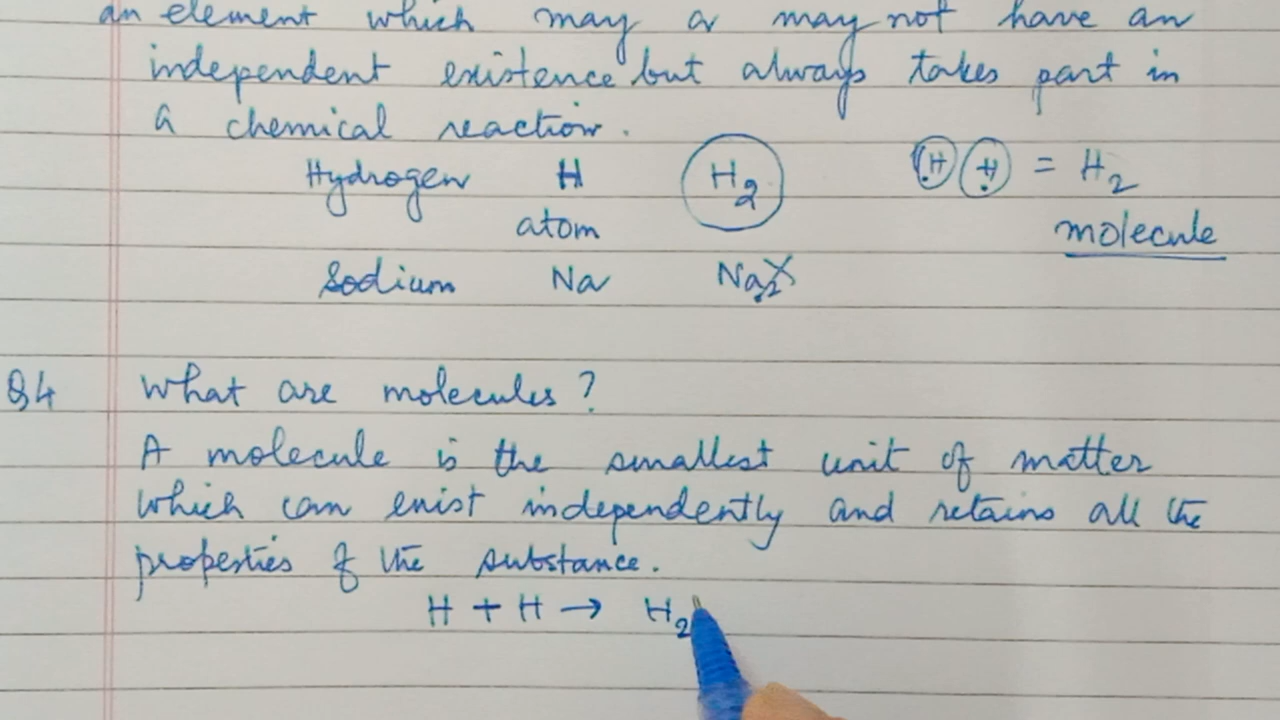 an element which may or may not have an
independent existence but always takes part in
a chemical reaction.
Hydrogen H H2 H H = H2
atom molecule
Sodium Na Na2 X
Q4 What are molecules?
A molecule is the smallest unit of matter
which can exist independently and retains all the
properties of the substance.
H + H → H2